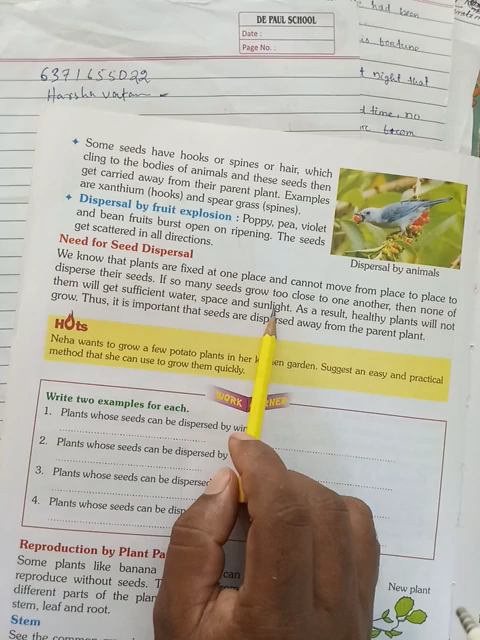 DE PAUL SCHOOL
Date :
Page No. :
had been
is fortune
night that
time, no
6371655022
Harsha vatan -
✦ Some seeds have hooks or spines or hair, which
cling to the bodies of animals and these seeds then
get carried away from their parent plant. Examples
are xanthium (hooks) and spear grass (spines).
✦ Dispersal by fruit explosion : Poppy, pea, violet
and bean fruits burst open on ripening. The seeds
get scattered in all directions.
Dispersal by animals
Need for Seed Dispersal
We know that plants are fixed at one place and cannot move from place to place to
disperse their seeds. If so many seeds grow too close to one another, then none of
them will get sufficient water, space and sunlight. As a result, healthy plants will not
grow. Thus, it is important that seeds are dispersed away from the parent plant.
HOts
Neha wants to grow a few potato plants in her garden. Suggest an easy and practical
method that she can use to grow them quickly.
WORK
Write two examples for each.
1. Plants whose seeds can be dispersed by
2. Plants whose seeds can be dispersed by
3. Plants whose seeds can be
4. Plants whose seeds can be
Reproduction by Plant
Some plants like banana can
reproduce without seeds.
different parts of the
stem, leaf and root.
New plant
Stem
See the common